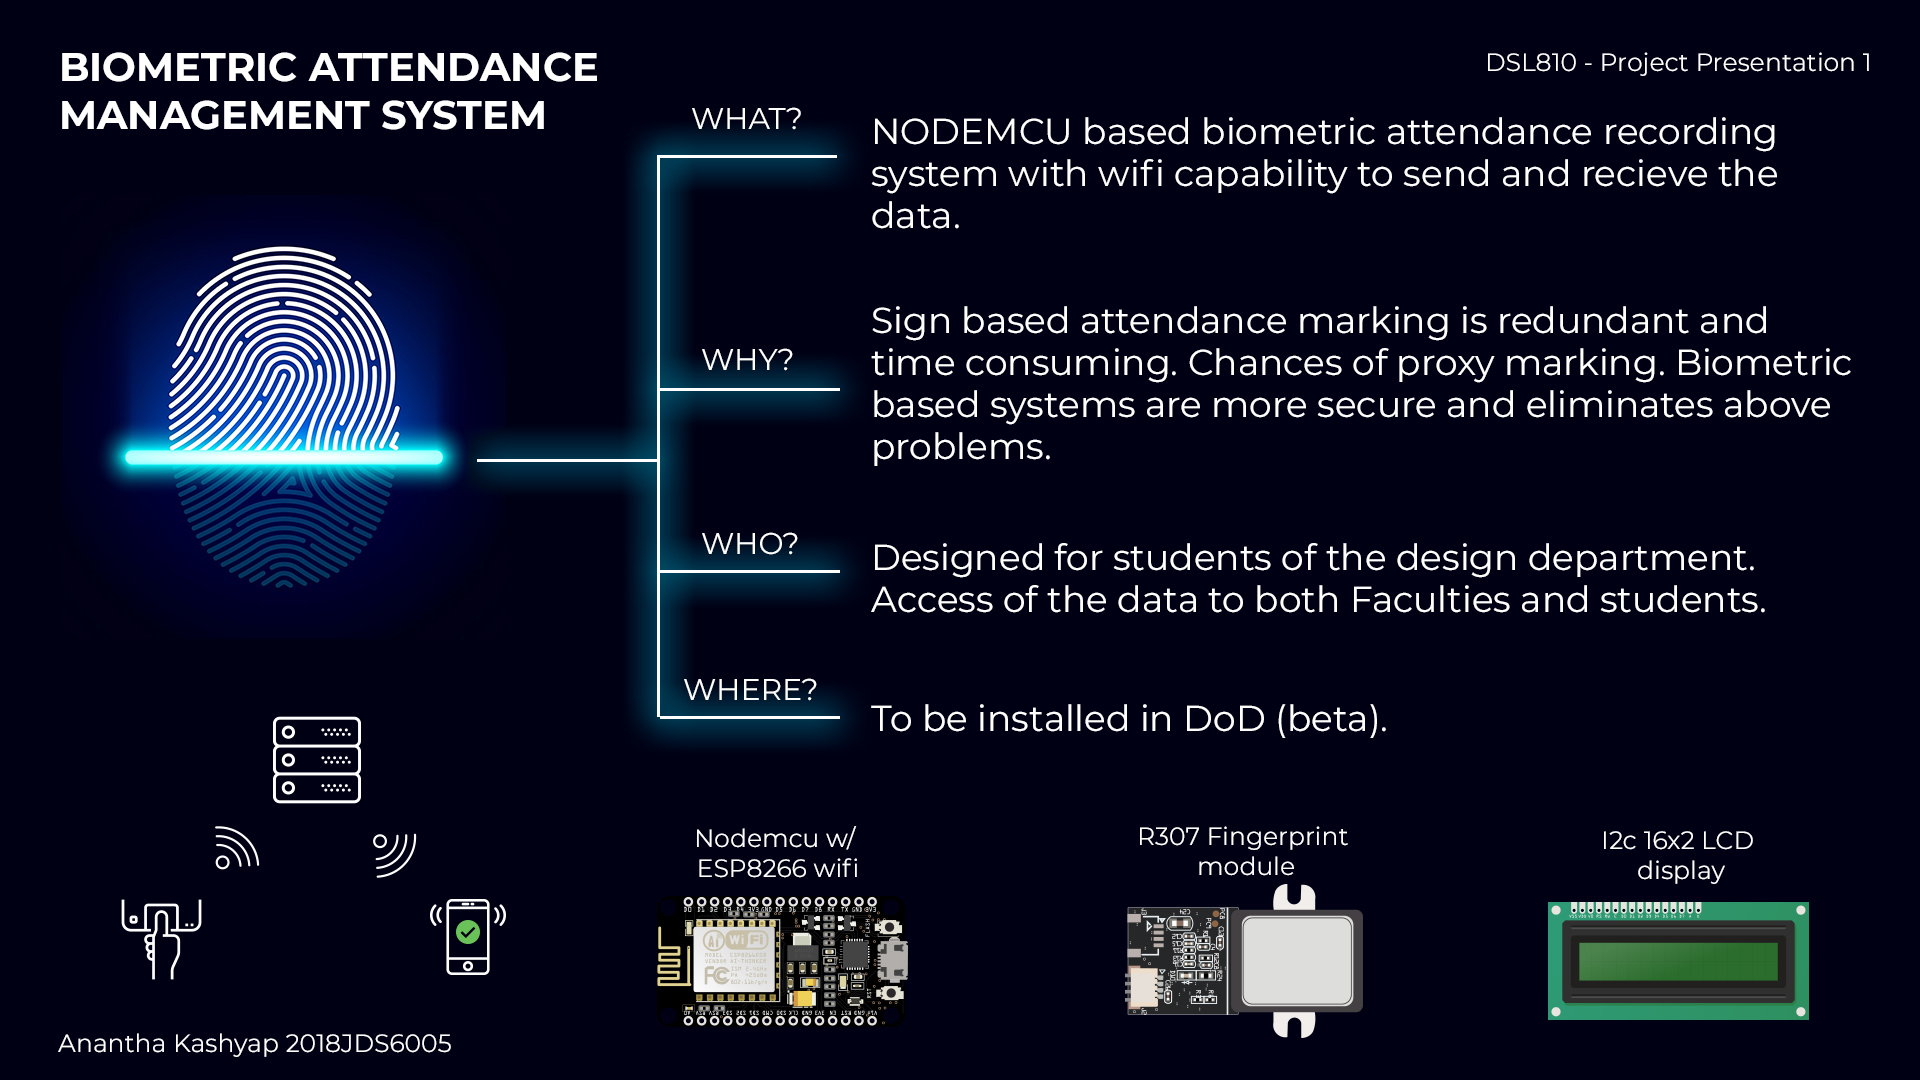 BIOMETRIC ATTENDANCE
MANAGEMENT SYSTEM
DSL810 - Project Presentation 1
WHAT?
NODEMCU based biometric attendance recording
system with wifi capability to send and recieve the
data.
WHY?
Sign based attendance marking is redundant and
time consuming. Chances of proxy marking. Biometric
based systems are more secure and eliminates above
problems.
WHO?
Designed for students of the design department.
Access of the data to both Faculties and students.
WHERE?
To be installed in DoD (beta).
Nodemcu w/
ESP8266 wifi
R307 Fingerprint
module
I2c 16x2 LCD
display
Ai WiFi
FC
Anantha Kashyap 2018JDS6005